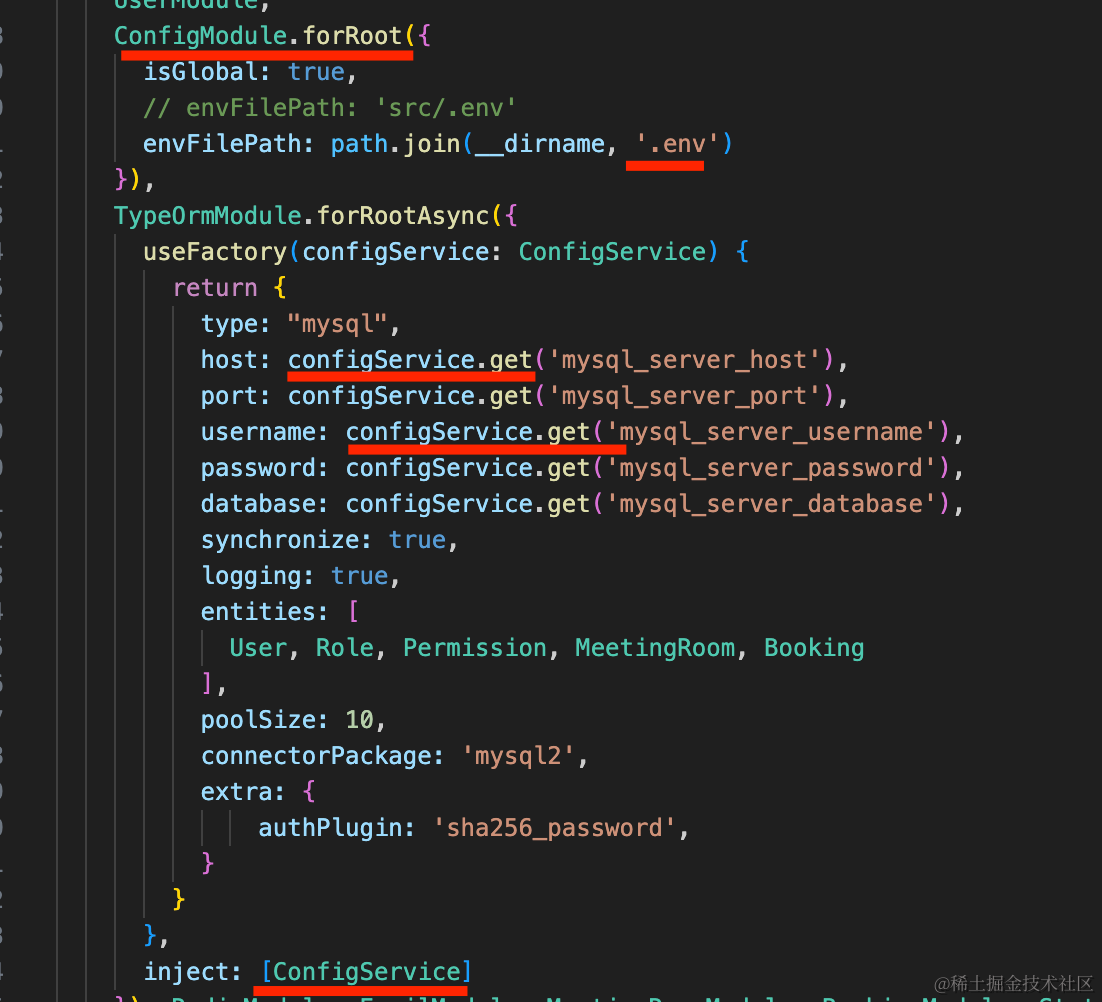 UserModule,
ConfigModule.forRoot({
isGlobal: true,
// envFilePath: 'src/.env'
envFilePath: path.join(__dirname, '.env')
}),
TypeOrmModule.forRootAsync({
useFactory(configService: ConfigService) {
return {
type: "mysql",
host: configService.get('mysql_server_host'),
port: configService.get('mysql_server_port'),
username: configService.get('mysql_server_username'),
password: configService.get('mysql_server_password'),
database: configService.get('mysql_server_database'),
synchronize: true,
logging: true,
entities: [
User, Role, Permission, MeetingRoom, Booking
],
poolSize: 10,
connectorPackage: 'mysql2',
extra: {
authPlugin: 'sha256_password',
}
}
},
inject: [ConfigService]
@稀土掘金技术社区